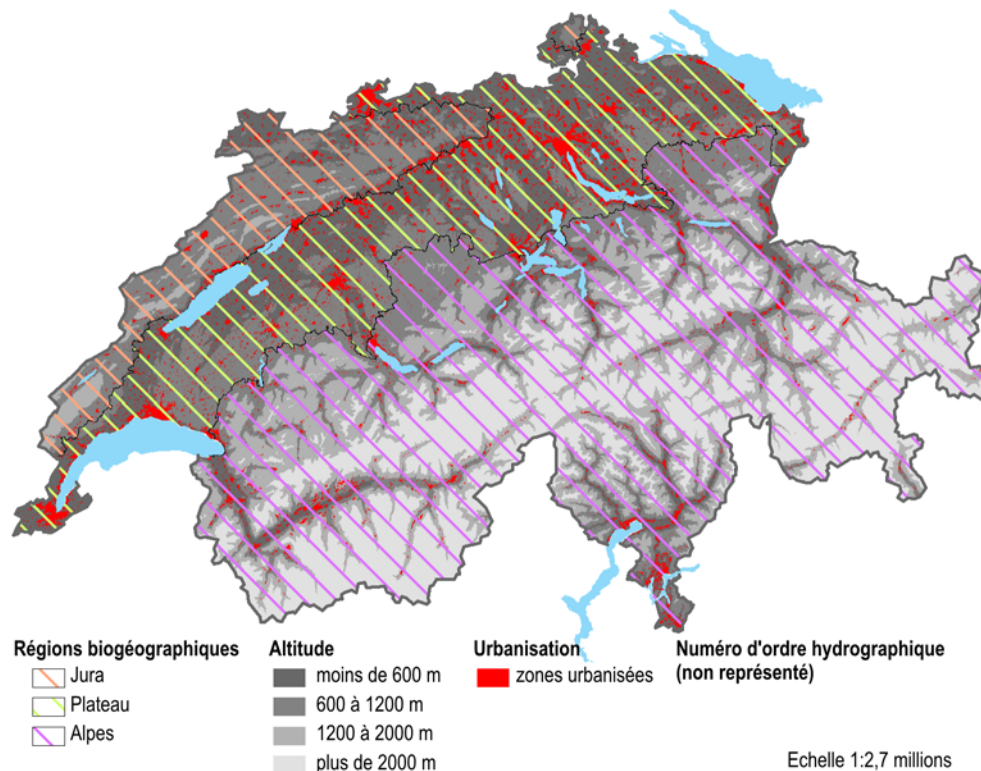 Régions biogéographiques
Jura
Plateau
Alpes
Altitude
moins de 600 m
600 à 1200 m
1200 à 2000 m
plus de 2000 m
Urbanisation
zones urbanisées
Numéro d'ordre hydrographique
(non représenté)
Echelle 1:2,7 millions